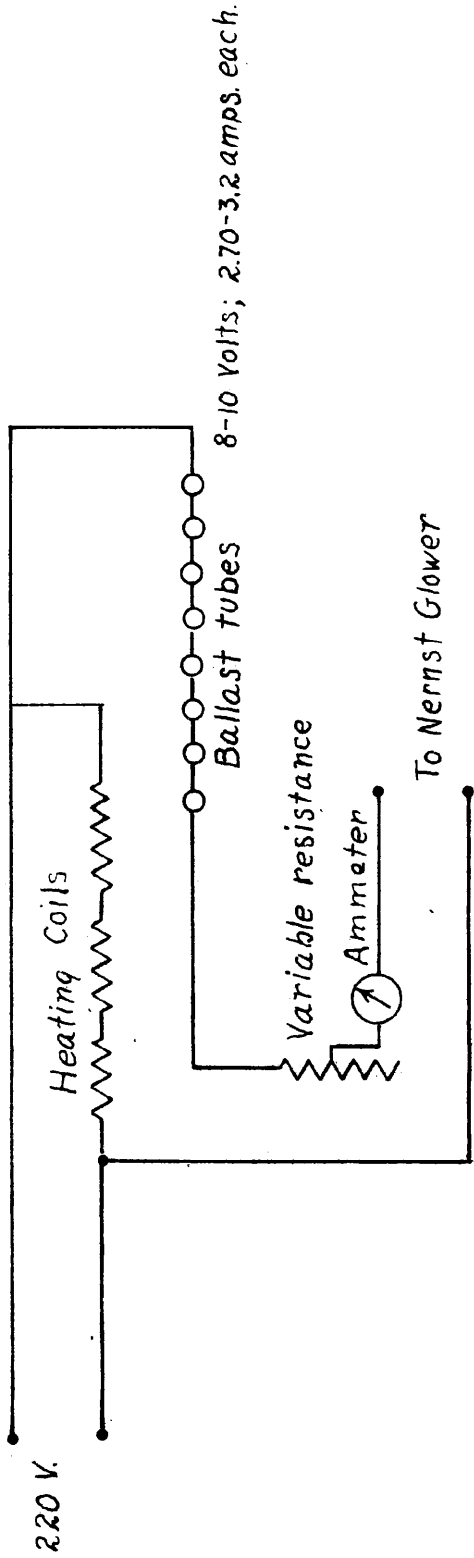 220 V.
Heating Coils
8-10 Volts; 2.70-3.2 amps. each.
Ballast tubes
Variable resistance
Ammeter
To Nernst Glower